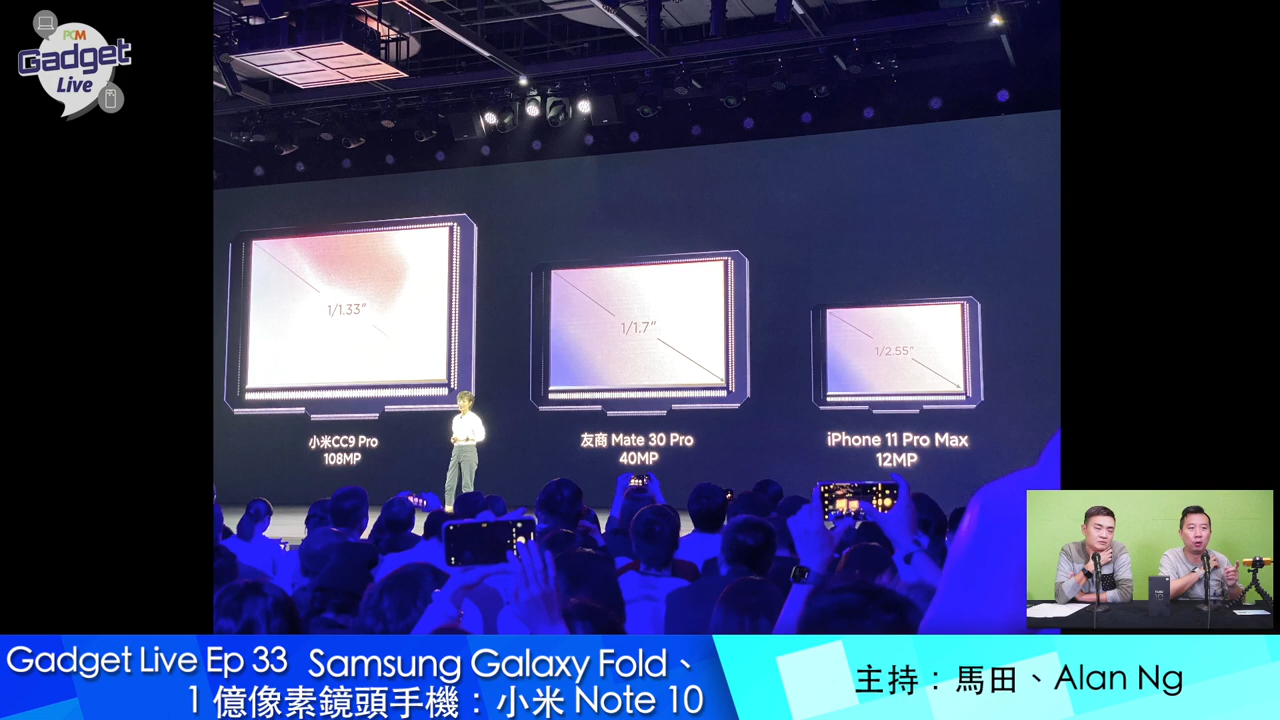 PCM
Gadget
Live
1/1.33"
1/1.7"
1/2.55"
小米CC9 Pro
108MP
友商 Mate 30 Pro
40MP
iPhone 11 Pro Max
12MP
Gadget Live Ep 33 Samsung Galaxy Fold、
1 億像素鏡頭手機：小米 Note 10
主持：馬田、Alan Ng